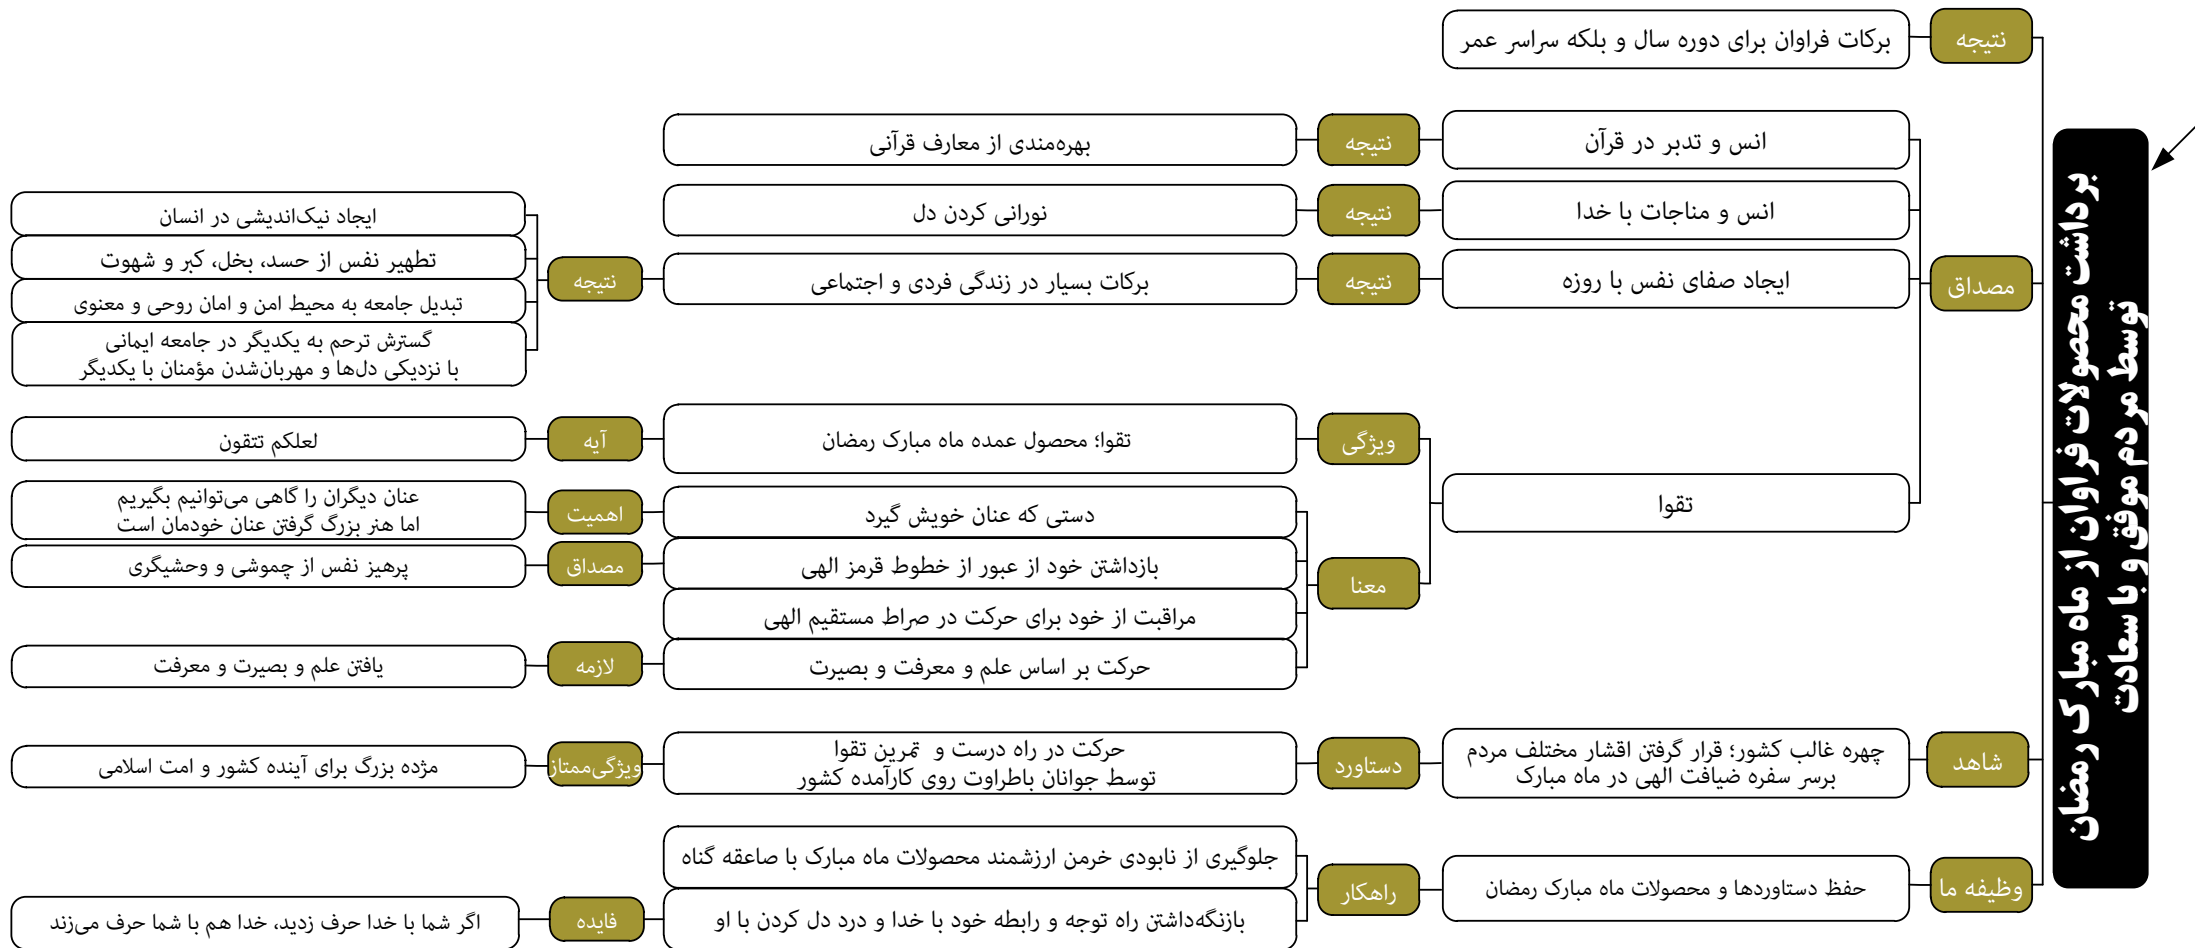 برداشت محصولات فراوان از ماه مبارک رمضان
توسط مردم موفق و با سعادت
نتیجه
برکات فراوان برای دوره سال و بلکه سراسر عمر
مصداق
انس و تدبر در قرآن
نتیجه
بهره‌مندی از معارف قرآنی
انس و مناجات با خدا
نتیجه
نورانی کردن دل
ایجاد صفای نفس با روزه
نتیجه
برکات بسیار در زندگی فردی و اجتماعی
نتیجه
ایجاد نیک‌اندیشی در انسان
تطهیر نفس از حسد، بخل، کبر و شهوت
تبدیل جامعه به محیط امن و امان روحی و معنوی
گسترش ترحم به یکدیگر در جامعه ایمانی
با نزدیکی دل‌ها و مهربان‌شدن مؤمنان با یکدیگر
تقوا
ویژگی
تقوا؛ محصول عمده ماه مبارک رمضان
آیه
لعلکم تتقون
معنا
دستی که عنان خویش گیرد
اهمیت
عنان دیگران را گاهی می‌توانیم بگیریم
اما هنر بزرگ گرفتن عنان خودمان است
بازداشتن خود از عبور از خطوط قرمز الهی
مصداق
پرهیز نفس از چموشی و وحشیگری
مراقبت از خود برای حرکت در صراط مستقیم الهی
حرکت بر اساس علم و معرفت و بصیرت
لازمه
یافتن علم و بصیرت و معرفت
شاهد
چهره غالب کشور؛ قرار گرفتن اقشار مختلف مردم
برسر سفره ضیافت الهی در ماه مبارک
دستاورد
حرکت در راه درست و تمرین تقوا
توسط جوانان باطراوت روی کارآمده کشور
ویژگی‌ممتاز
مژده بزرگ برای آینده کشور و امت اسلامی
وظیفه ما
حفظ دستاوردها و محصولات ماه مبارک رمضان
راهکار
جلوگیری از نابودی خرمن ارزشمند محصولات ماه مبارک با صاعقه گناه
بازنگه‌داشتن راه توجه و رابطه خود با خدا و درد دل کردن با او
فایده
اگر شما با خدا حرف زدید، خدا هم با شما حرف می‌زند